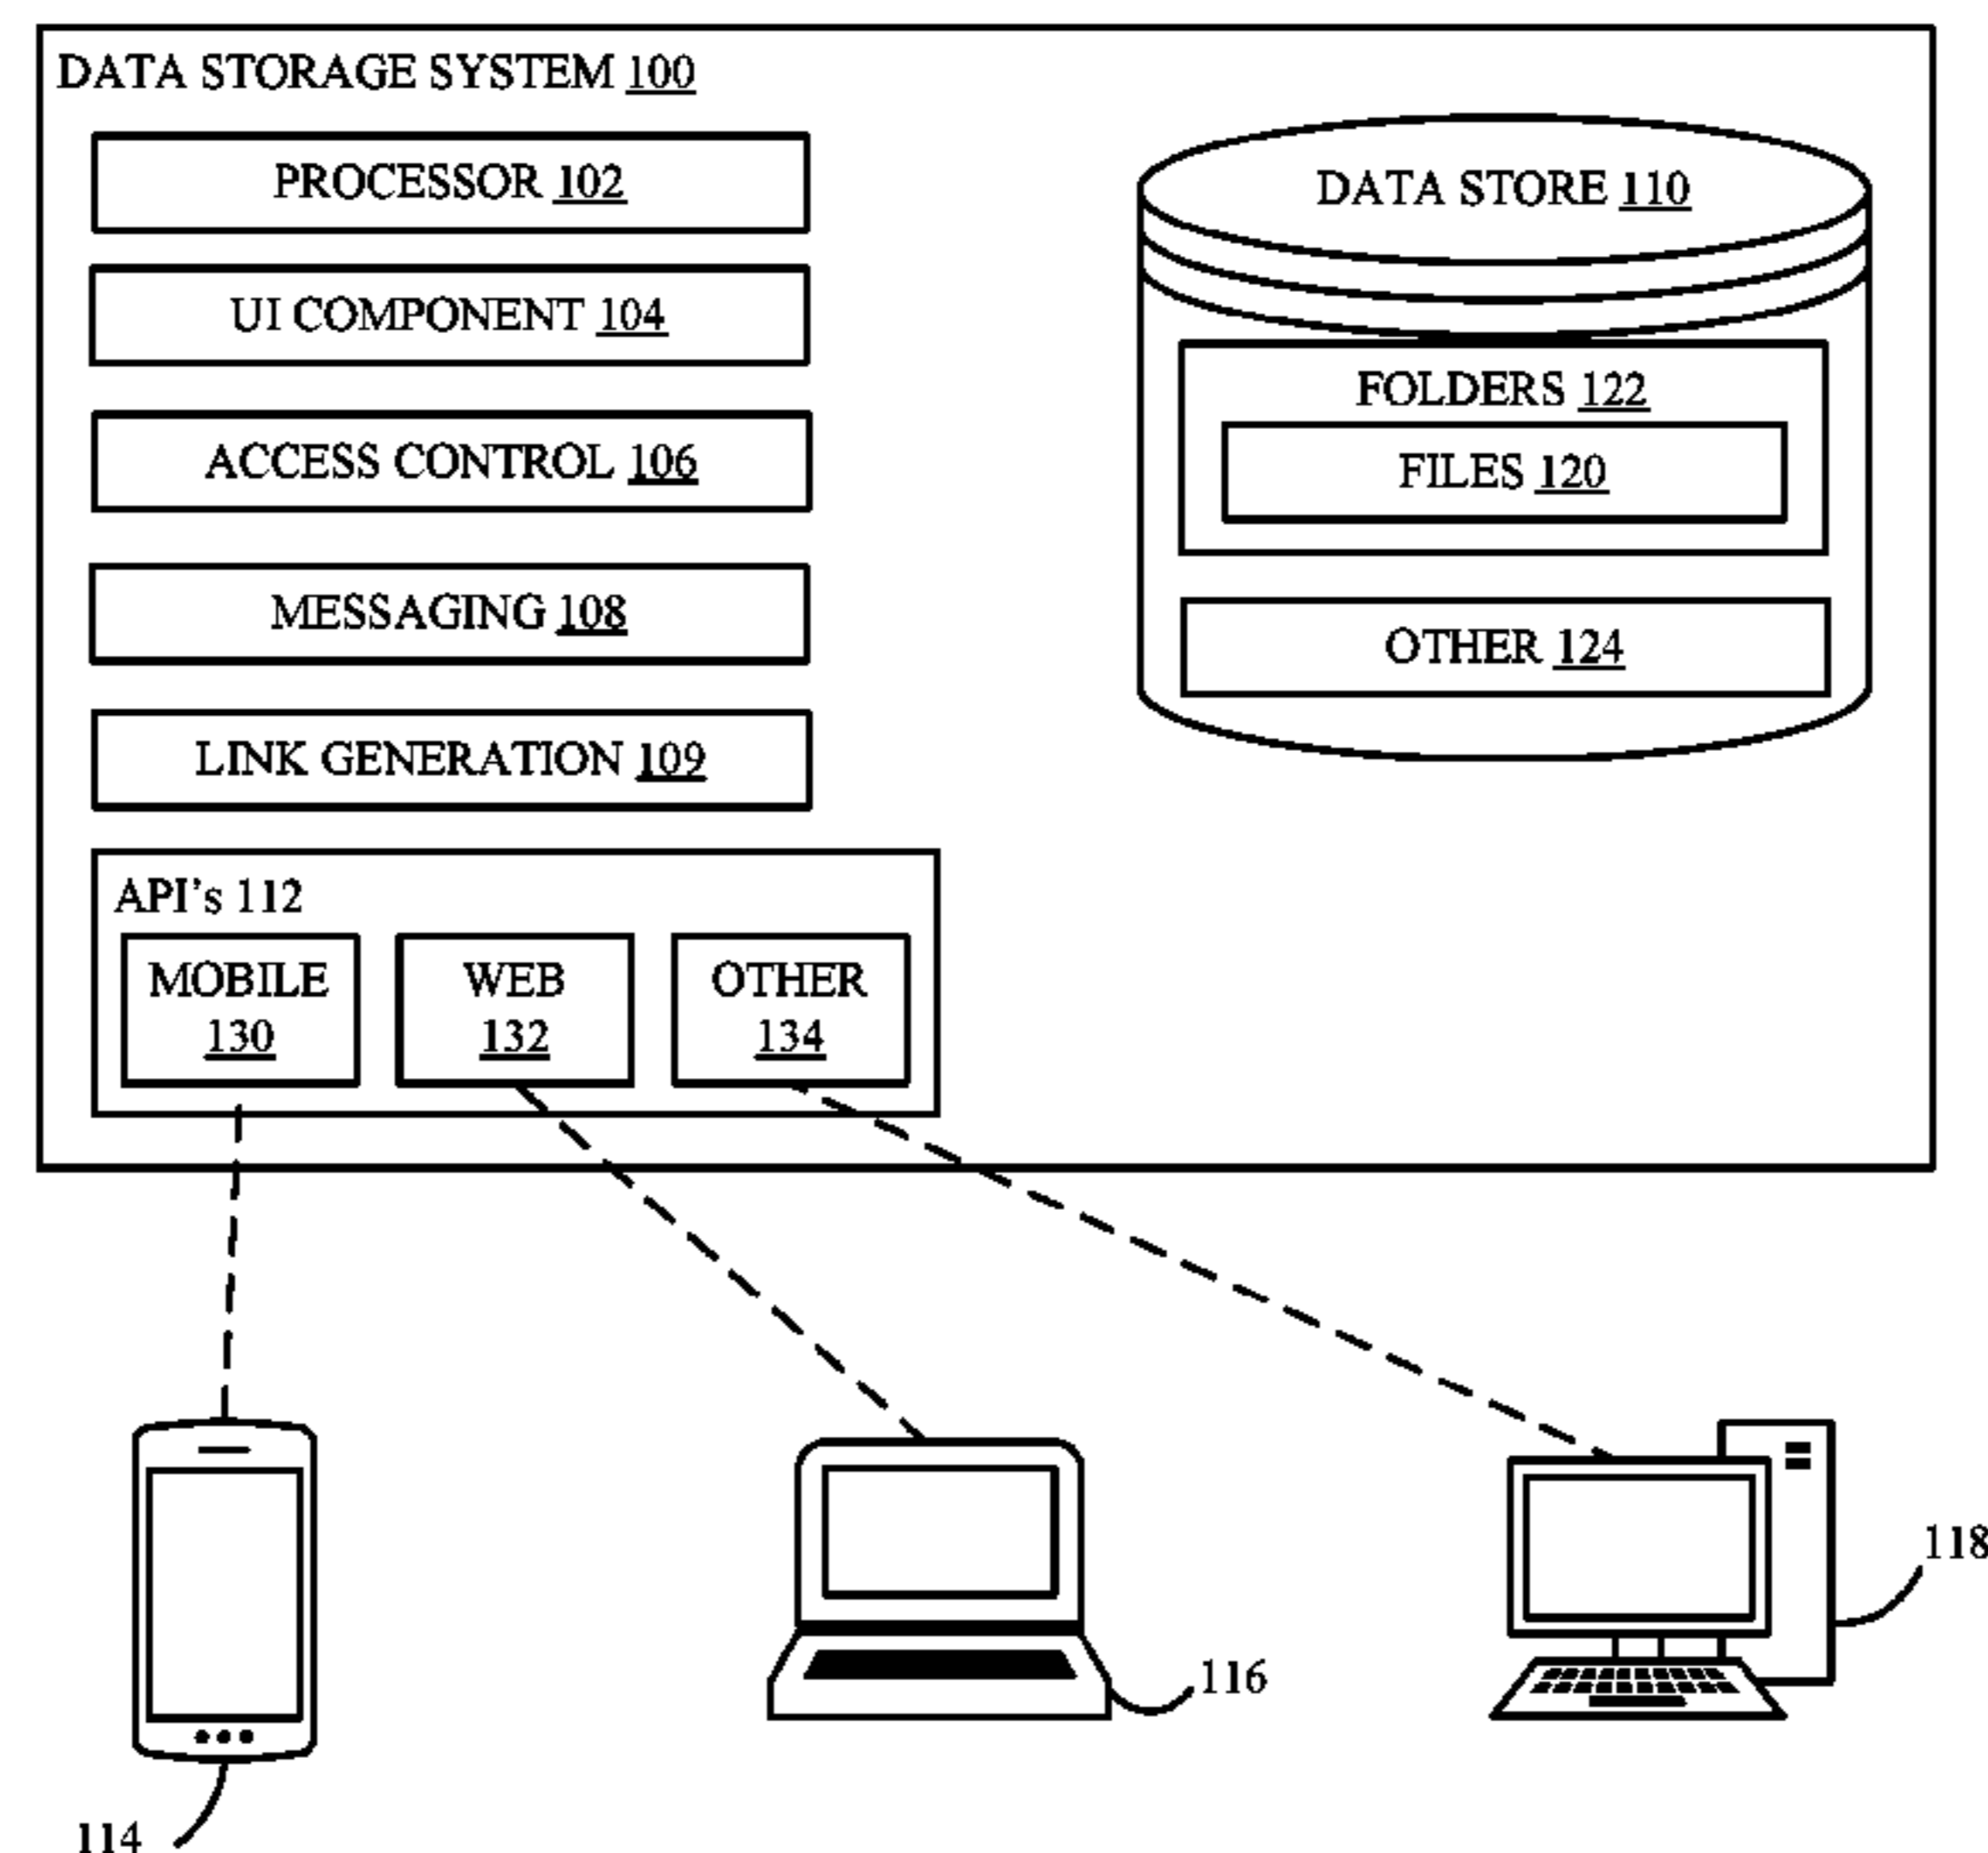 DATA STORAGE SYSTEM 100
PROCESSOR 102
UI COMPONENT 104
ACCESS CONTROL 106
MESSAGING 108
LINK GENERATION 109
API’s 112
MOBILE
130
WEB
132
OTHER
134
DATA STORE 110
FOLDERS 122
FILES 120
OTHER 124
114
116
118